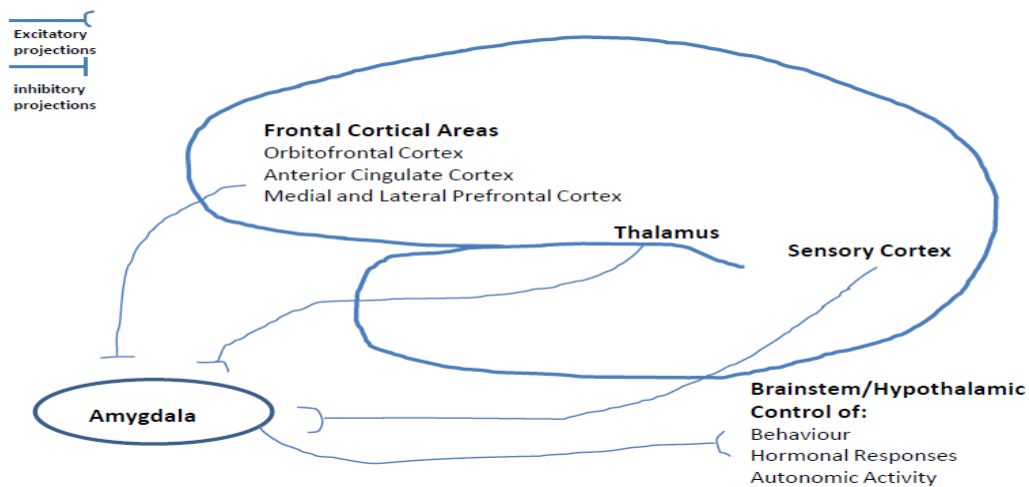 Excitatory
projections
inhibitory
projections
Frontal Cortical Areas
Orbitofrontal Cortex
Anterior Cingulate Cortex
Medial and Lateral Prefrontal Cortex
Thalamus
Sensory Cortex
Amygdala
Brainstem/Hypothalamic
Control of:
Behaviour
Hormonal Responses
Autonomic Activity